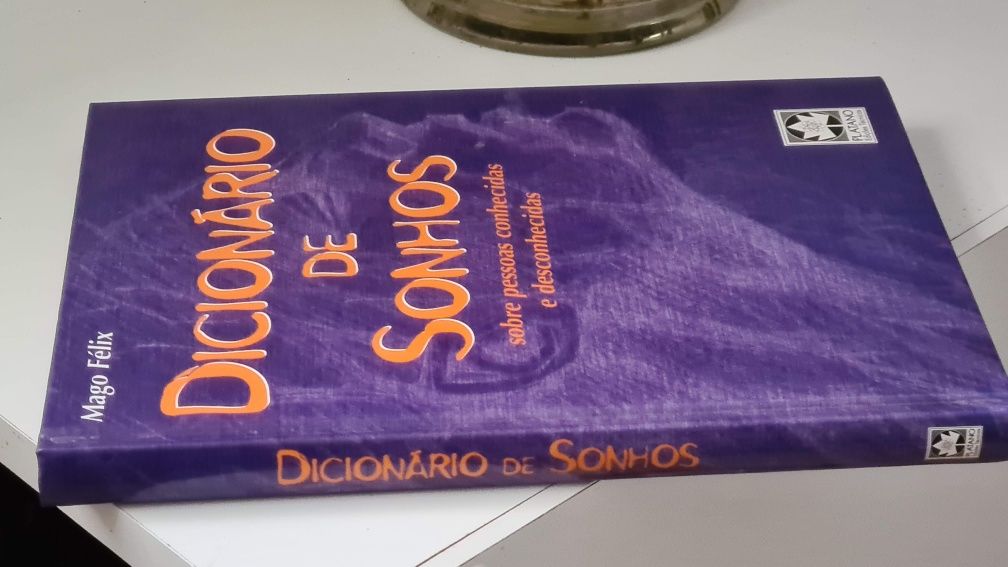 Mago Félix
DICIONÁRIO
DE
SONHOS
sobre pessoas conhecidas
e desconhecidas
PLÁTANO
DICIONÁRIO DE SONHOS
PLÁTANO